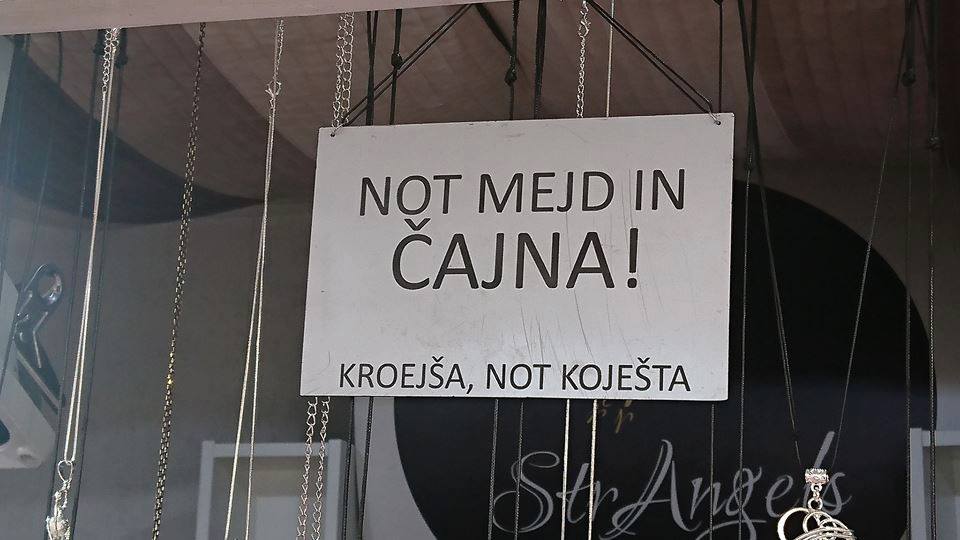 NOT MEJD IN
ČAJNA!
KROEJŠA, NOT KOJEŠTA
StrAngels